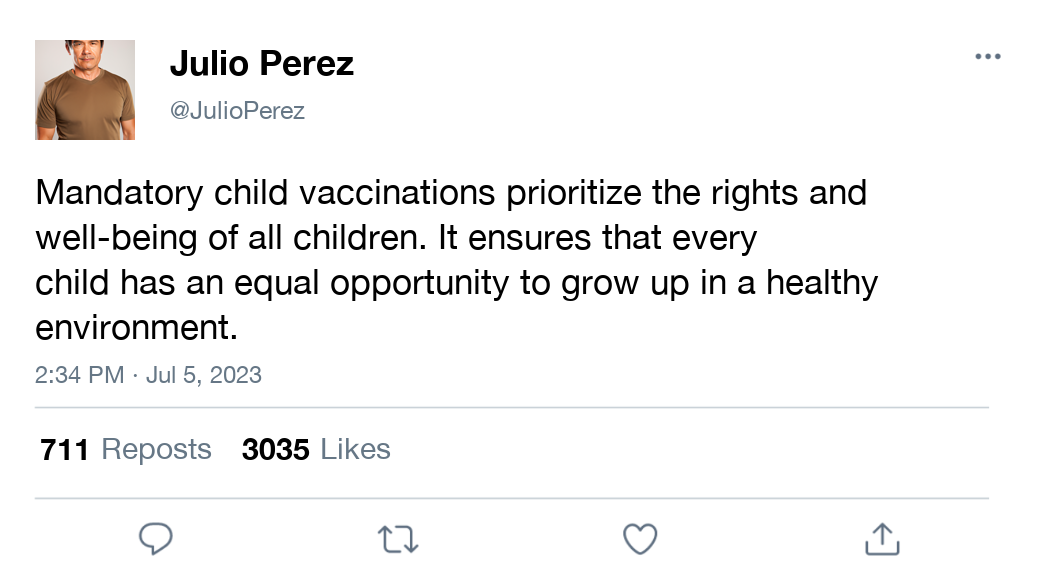 Julio Perez
@JulioPerez
Mandatory child vaccinations prioritize the rights and
well-being of all children. It ensures that every
child has an equal opportunity to grow up in a healthy
environment.
2:34 PM · Jul 5, 2023
711 Reposts 3035 Likes